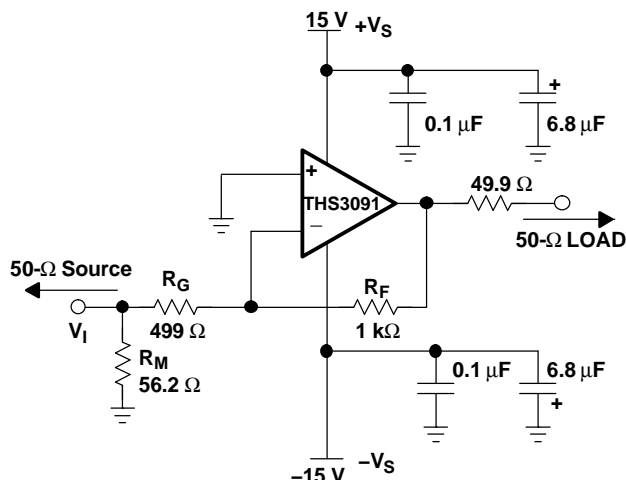 15 V +VS
+
0.1 µF 6.8 µF
+
THS3091
−
49.9 Ω
50-Ω LOAD
50-Ω Source
RG
RF
VI
499 Ω
1 kΩ
RM
56.2 Ω
0.1 µF 6.8 µF
+
−15 V −VS